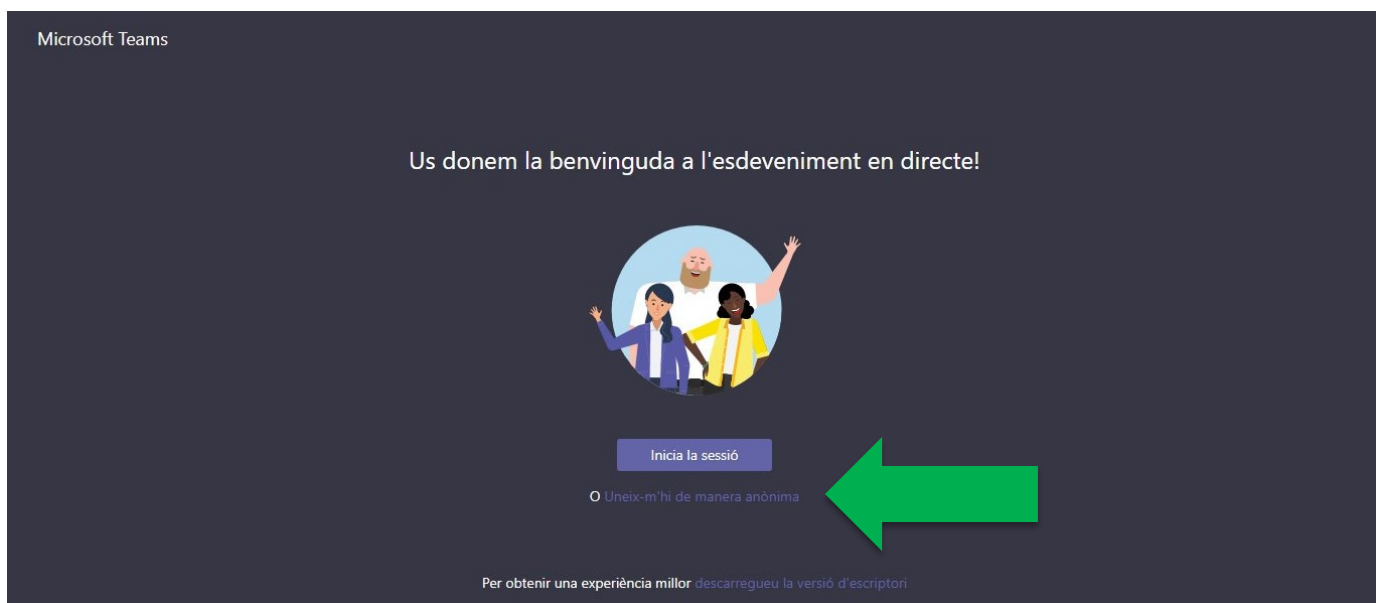 Microsoft Teams
Us donem la benvinguda a l'esdeveniment en directe!
Inicia la sessió
O Uneix-m'hi de manera anònima
Per obtenir una experiència millor descarregueu la versió d'escriptori